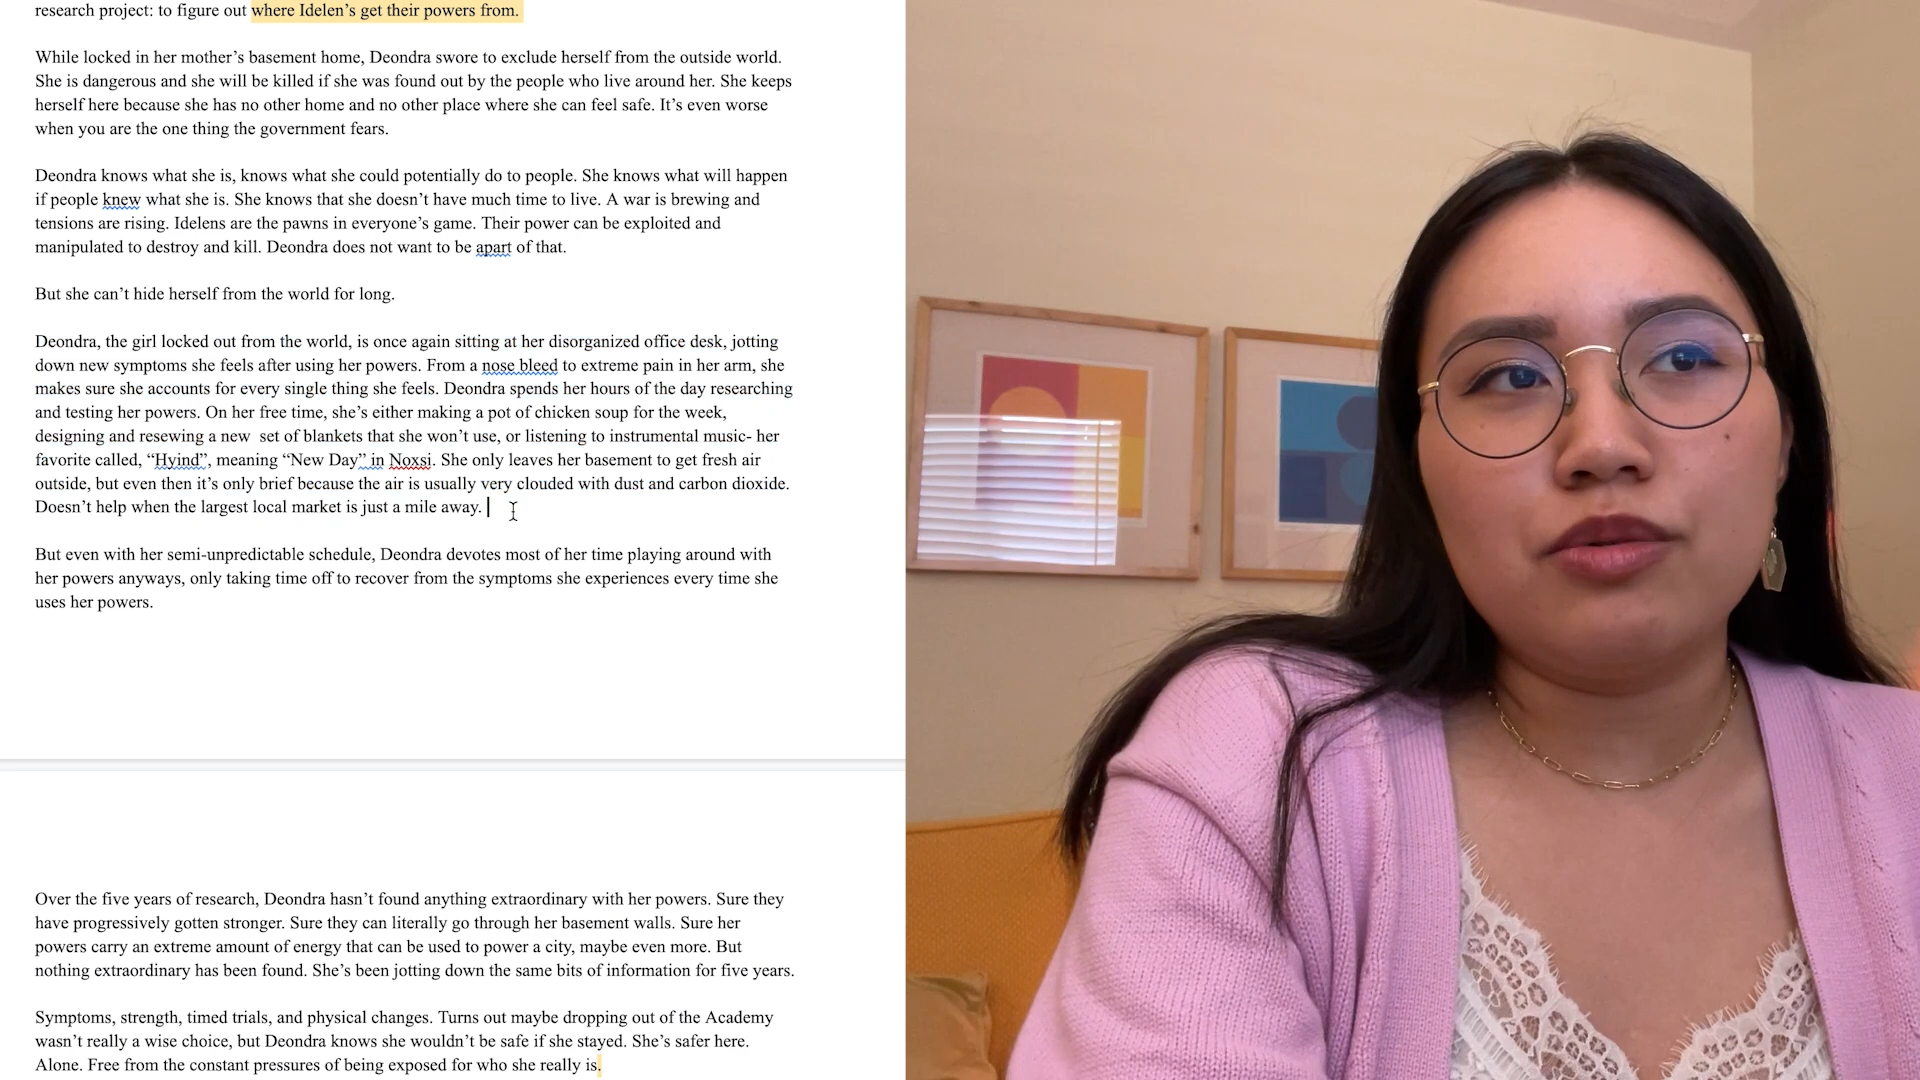 research project: to figure out where Idelen’s get their powers from.
While locked in her mother’s basement home, Deondra swore to exclude herself from the outside world.
She is dangerous and she will be killed if she was found out by the people who live around her. She keeps
herself here because she has no other home and no other place where she can feel safe. It’s even worse
when you are the one thing the government fears.
Deondra knows what she is, knows what she could potentially do to people. She knows what will happen
if people knew what she is. She knows that she doesn’t have much time to live. A war is brewing and
tensions are rising. Idelens are the pawns in everyone’s game. Their power can be exploited and
manipulated to destroy and kill. Deondra does not want to be apart of that.
But she can’t hide herself from the world for long.
Deondra, the girl locked out from the world, is once again sitting at her disorganized office desk, jotting
down new symptoms she feels after using her powers. From a nose bleed to extreme pain in her arm, she
makes sure she accounts for every single thing she feels. Deondra spends her hours of the day researching
and testing her powers. On her free time, she’s either making a pot of chicken soup for the week,
designing and resewing a new  set of blankets that she won’t use, or listening to instrumental music- her
favorite called, “Hyind”, meaning “New Day” in Noxsi. She only leaves her basement to get fresh air
outside, but even then it’s only brief because the air is usually very clouded with dust and carbon dioxide.
Doesn’t help when the largest local market is just a mile away.
But even with her semi-unpredictable schedule, Deondra devotes most of her time playing around with
her powers anyways, only taking time off to recover from the symptoms she experiences every time she
uses her powers.
Over the five years of research, Deondra hasn’t found anything extraordinary with her powers. Sure they
have progressively gotten stronger. Sure they can literally go through her basement walls. Sure her
powers carry an extreme amount of energy that can be used to power a city, maybe even more. But
nothing extraordinary has been found. She’s been jotting down the same bits of information for five years.
Symptoms, strength, timed trials, and physical changes. Turns out maybe dropping out of the Academy
wasn’t really a wise choice, but Deondra knows she wouldn’t be safe if she stayed. She’s safer here.
Alone. Free from the constant pressures of being exposed for who she really is.